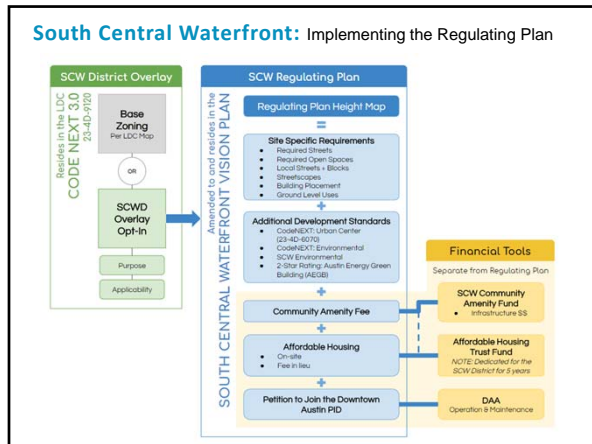 South Central Waterfront: Implementing the Regulating Plan
SCW District Overlay
Resides in the LDC
CODE NEXT 3.0
23-4D-9120
Base
Zoning
Per LDC Map
OR
SCWD
Overlay
Opt-In
Purpose
Applicability
SCW Regulating Plan
Amended to and resides in the
SOUTH CENTRAL WATERFRONT VISION PLAN
Regulating Plan Height Map
=
Site Specific Requirements
• Required Streets
• Required Open Spaces
• Local Streets + Blocks
• Streetscapes
• Building Placement
• Ground Level Uses
+
Additional Development Standards
• CodeNEXT: Urban Center
(23-4D-6070)
• CodeNEXT: Environmental
• SCW Environmental
• 2-Star Rating: Austin Energy Green
Building (AEGB)
+
Community Amenity Fee
+
Affordable Housing
• On-site
• Fee in lieu
+
Petition to Join the Downtown
Austin PID
Financial Tools
Separate from Regulating Plan
SCW Community
Amenity Fund
• Infrastructure $$
Affordable Housing
Trust Fund
NOTE: Dedicated for the
SCW District for 5 years
DAA
Operation & Maintenance